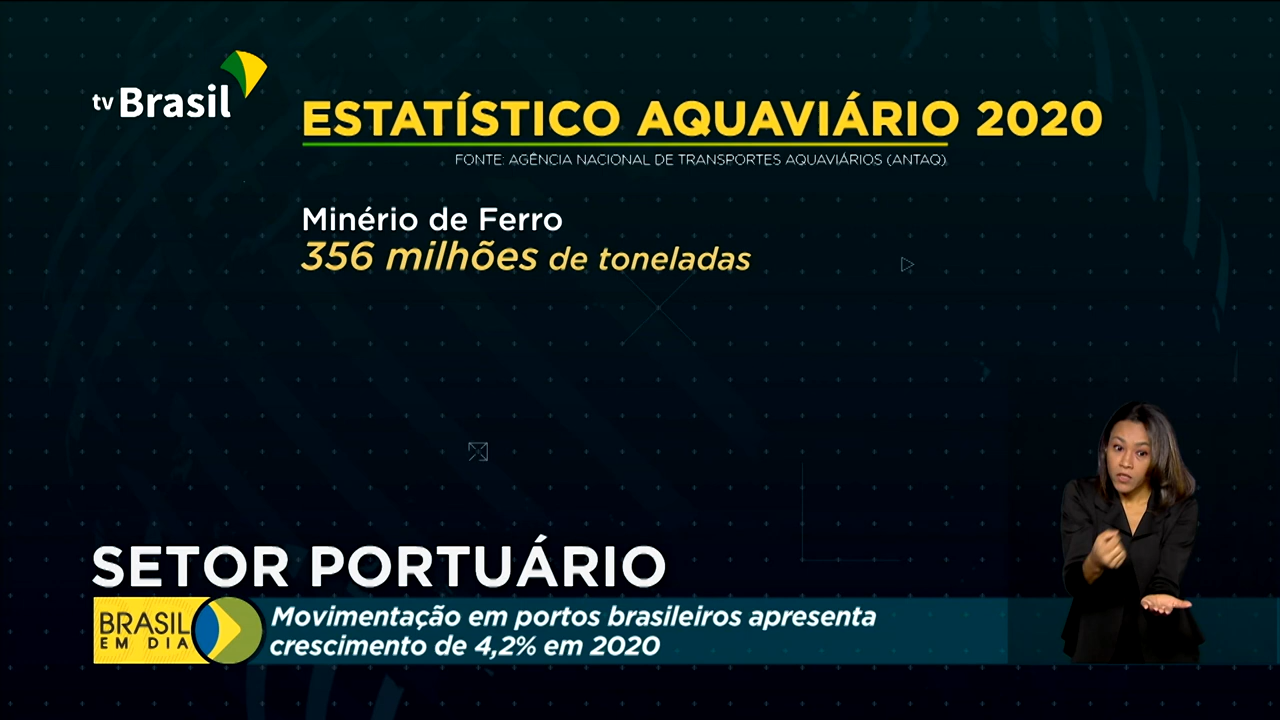 tv Brasil
ESTATÍSTICO AQUAVIÁRIO 2020
FONTE: AGÊNCIA NACIONAL DE TRANSPORTES AQUAVIÁRIOS (ANTAQ).
Minério de Ferro
356 milhões de toneladas
SETOR PORTUÁRIO
BRASIL
EM DIA
Movimentação em portos brasileiros apresenta
crescimento de 4,2% em 2020